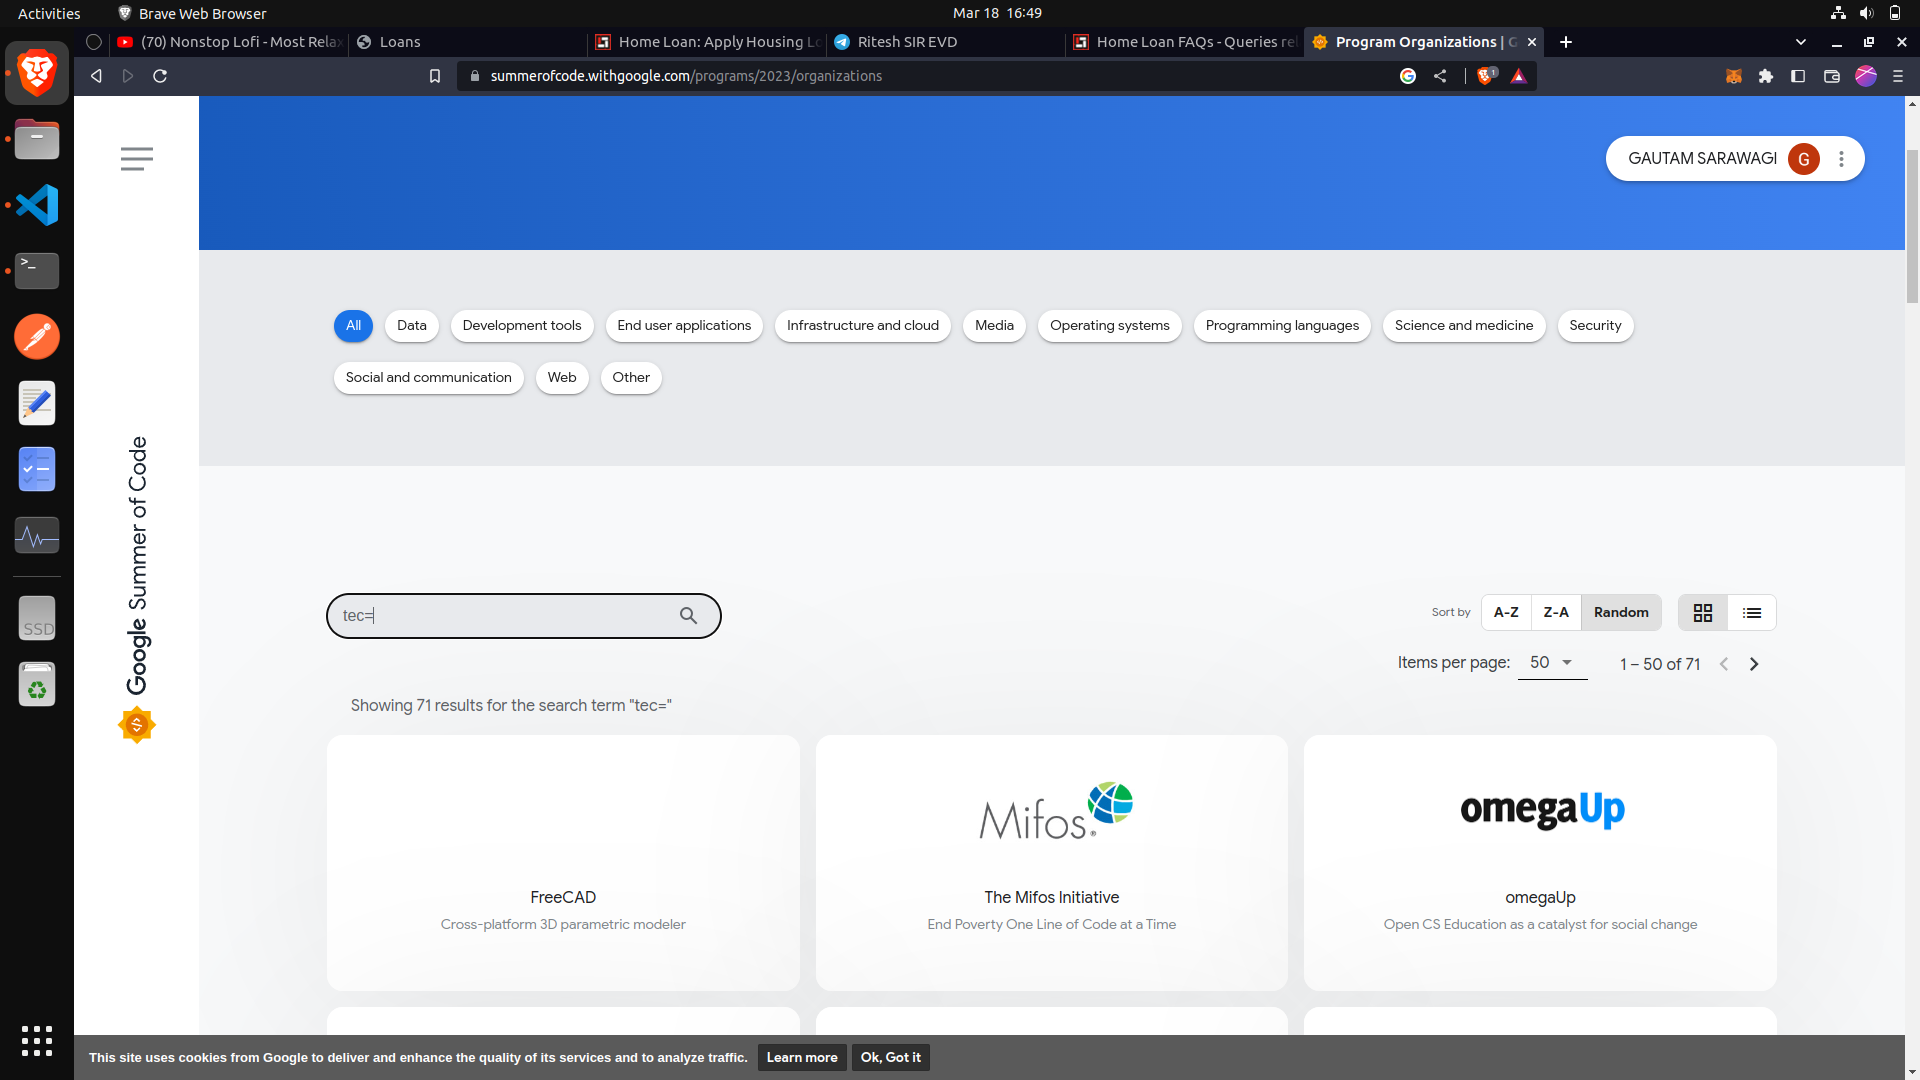 Activities
Brave Web Browser
Mar 18 16:49
(70) Nonstop Lofi - Most Relax
Loans
Home Loan: Apply Housing Lo
Ritesh SIR EVD
Home Loan FAQs - Queries rel
Program Organizations | G
summerofcode.withgoogle.com/programs/2023/organizations
1
GAUTAM SARAWAGI
G
All
Data
Development tools
End user applications
Infrastructure and cloud
Media
Operating systems
Programming languages
Science and medicine
Security
Social and communication
Web
Other
Google Summer of Code
tec=
Sort by
A-Z
Z-A
Random
Items per page:
50
1 – 50 of 71
Showing 71 results for the search term "tec="
SSD
Mifos
omegaUp
FreeCAD
The Mifos Initiative
omegaUp
Cross-platform 3D parametric modeler
End Poverty One Line of Code at a Time
Open CS Education as a catalyst for social change
This site uses cookies from Google to deliver and enhance the quality of its services and to analyze traffic.
Learn more
Ok, Got it